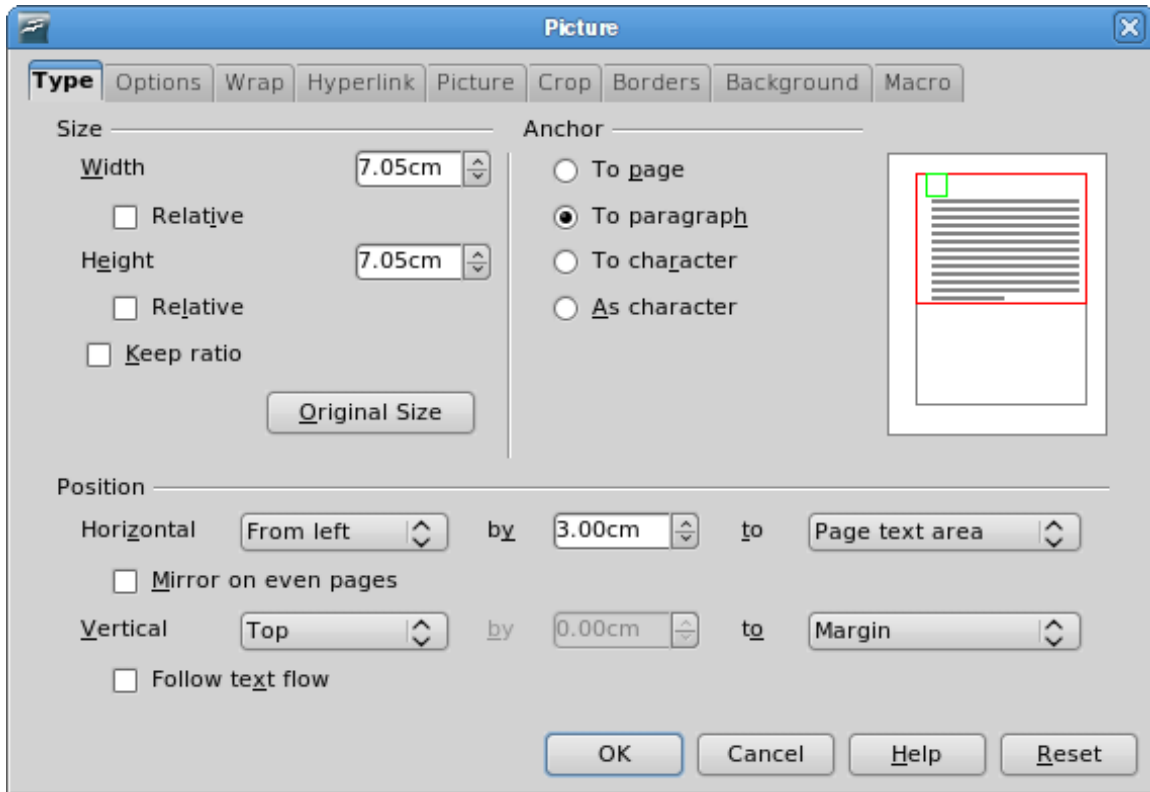 Picture
Type Options Wrap Hyperlink Picture Crop Borders Background Macro
Size
Width 7.05cm
Relative
Height 7.05cm
Relative
Keep ratio
Original Size
Anchor
To page
To paragraph
To character
As character
Position
Horizontal From left by 3.00cm to Page text area
Mirror on even pages
Vertical Top by 0.00cm to Margin
Follow text flow
OK Cancel Help Reset